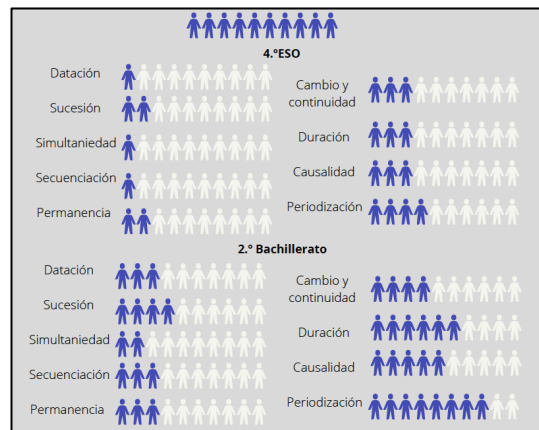 4.ºESO
Datación
Sucesión
Simultaniedad
Secuenciación
Permanencia
Cambio y
continuidad
Duración
Causalidad
Periodización
2.º Bachillerato
Datación
Sucesión
Simultaniedad
Secuenciación
Permanencia
Cambio y
continuidad
Duración
Causalidad
Periodización